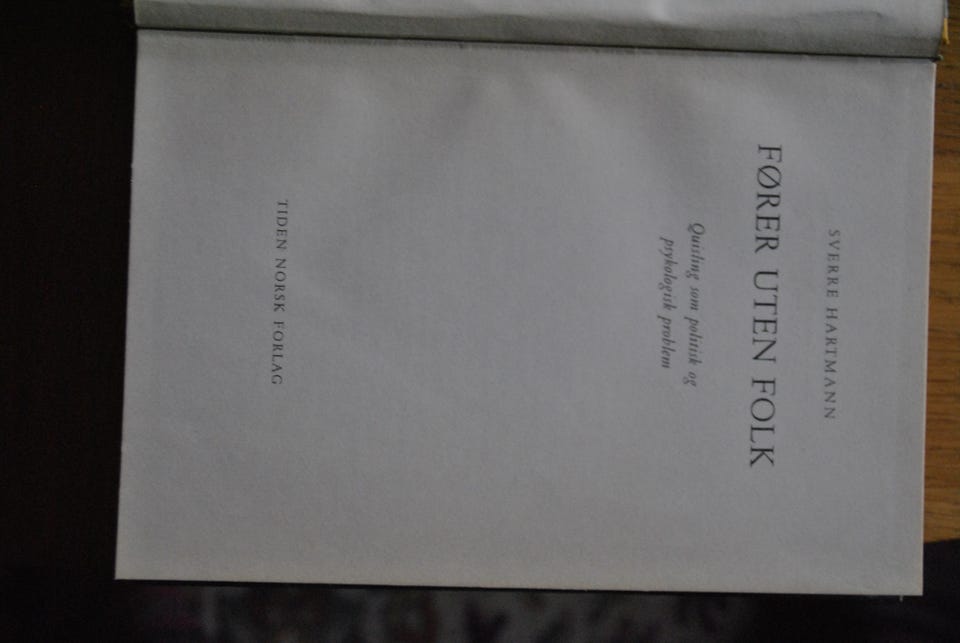 SVERRE HARTMANN
FØRER UTEN FOLK
Quisling som politisk og
psykologisk problem
TIDEN NORSK FORLAG